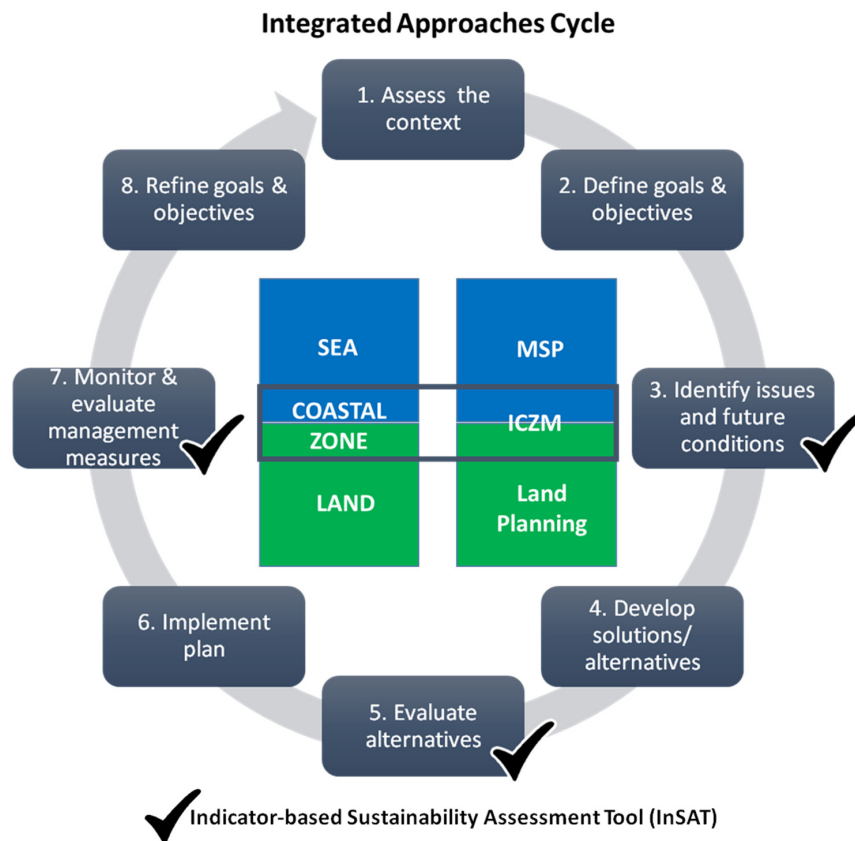 Integrated Approaches Cycle
1. Assess the
context
2. Define goals &
objectives
3. Identify issues
and future
conditions
4. Develop
solutions/
alternatives
5. Evaluate
alternatives
6. Implement
plan
7. Monitor &
evaluate
management
measures
8. Refine goals &
objectives
SEA
COASTAL
ZONE
LAND
MSP
ICZM
Land
Planning
Indicator-based Sustainability Assessment Tool (InSAT)